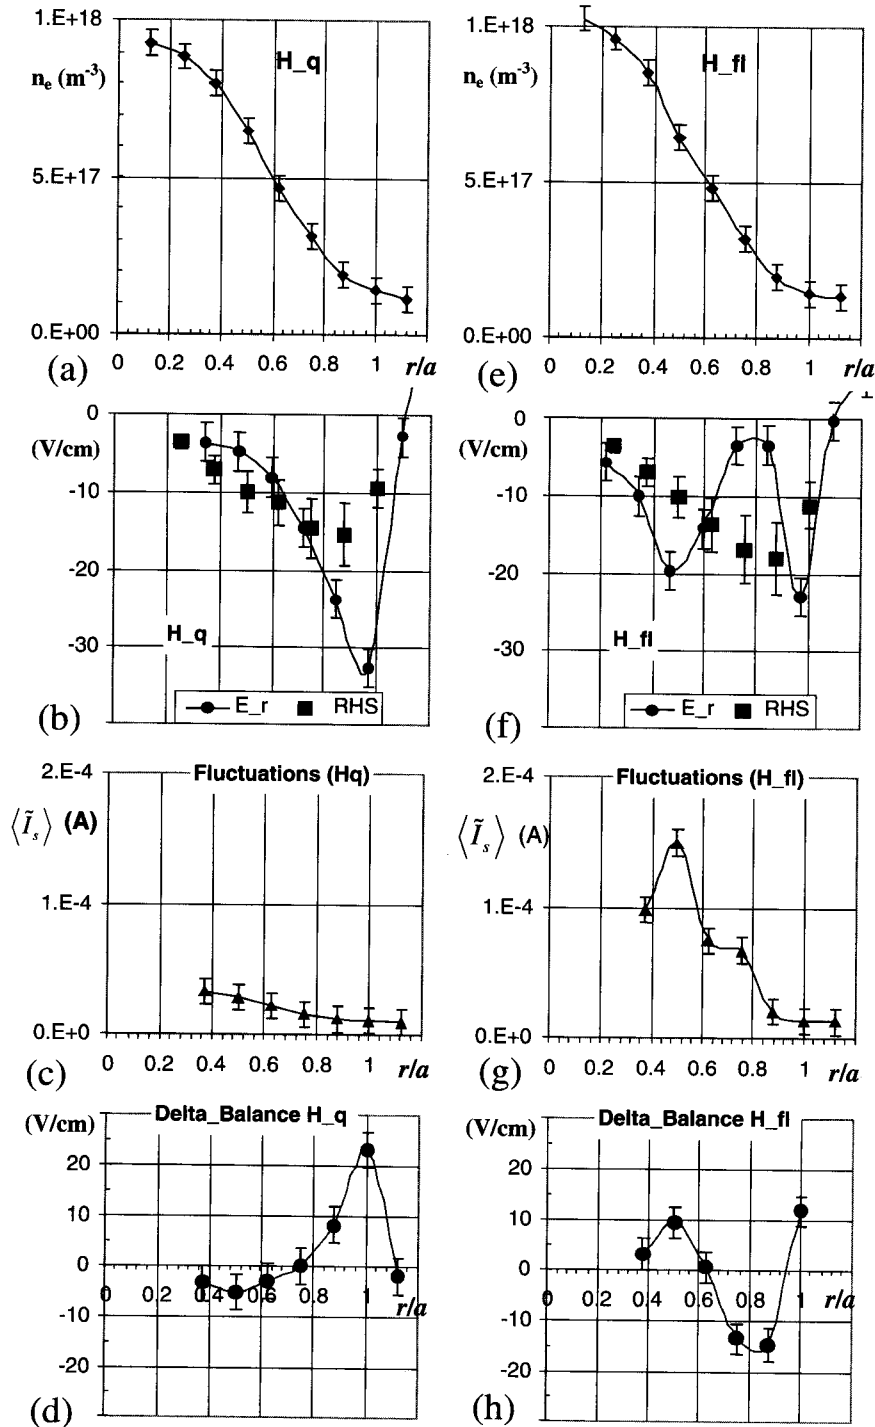 1.E+18
n_e (m^-3)
H_q
5.E+17
0.E+00
0 0.2 0.4 0.6 0.8 1 r/a
(a)
0
(V/cm)
-10
-20
-30
H_q
E_r RHS
(b)
2.E-4
Fluctuations (Hq)
⟨Ĩ_s⟩ (A)
1.E-4
0.E+0
0 0.2 0.4 0.6 0.8 1
(c) r/a
(V/cm)
Delta_Balance H_q
20
10
0
0 0.2 0.4 0.6 0.8 1
-10 r/a
-20
(d)
1.E+18
n_e (m^-3)
H_fl
5.E+17
0.E+00
0 0.2 0.4 0.6 0.8 1 r/a
(e)
0
(V/cm)
-10
-20
-30
H_fl
E_r RHS
(f)
2.E-4
Fluctuations (H_fl)
⟨Ĩ_s⟩ (A)
1.E-4
0.E+0
0 0.2 0.4 0.6 0.8 1
(g) r/a
(V/cm)
Delta_Balance H_fl
20
10
0
0 0.2 0.4 0.6 0.8 1 r/a
-10
-20
(h)